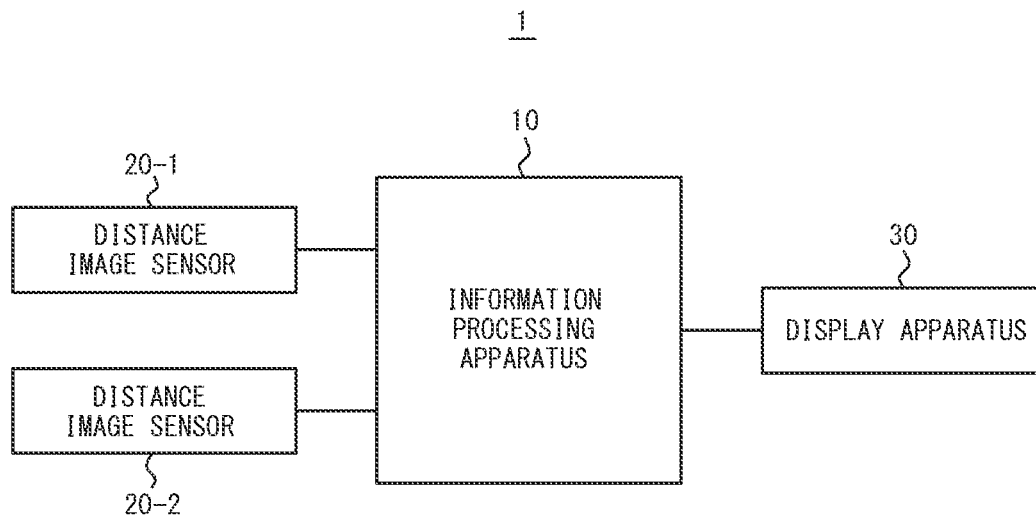 1
10
20-1
DISTANCE
IMAGE SENSOR
INFORMATION
PROCESSING
APPARATUS
30
DISPLAY APPARATUS
DISTANCE
IMAGE SENSOR
20-2